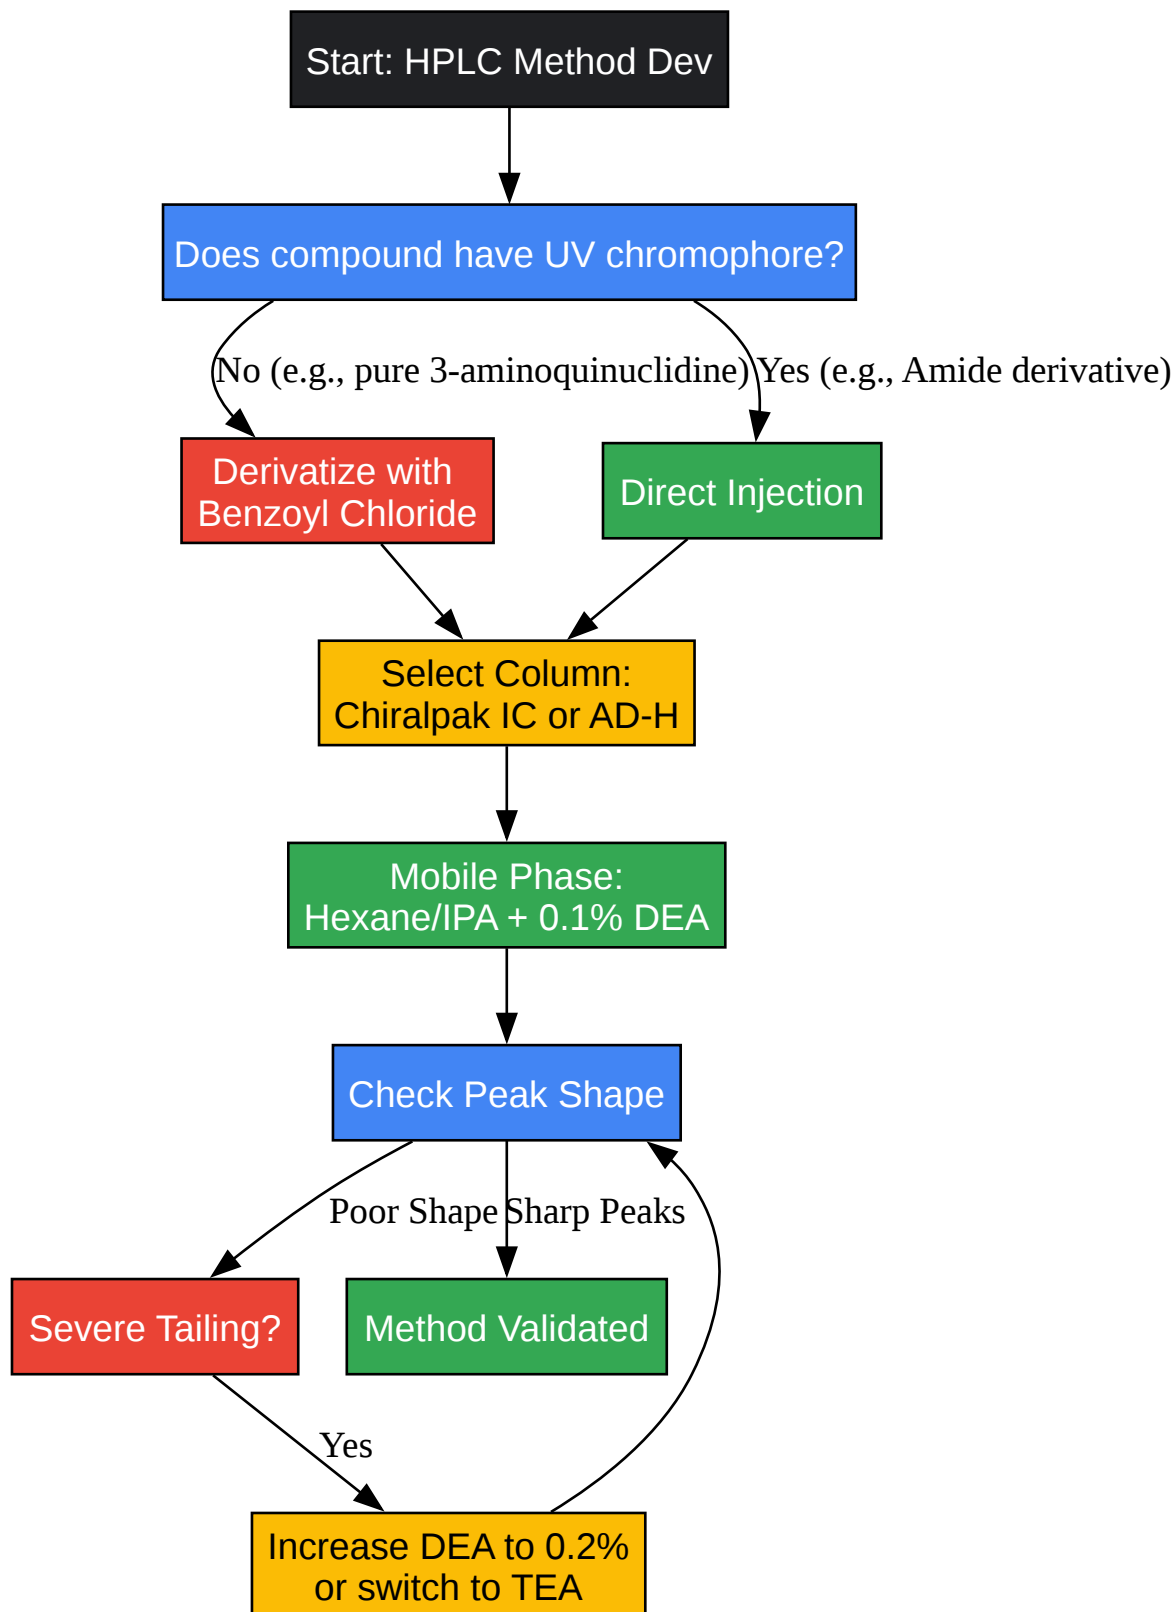 Start: HPLC Method Dev
Does compound have UV chromophore?
No (e.g., pure 3-aminoquinuclidine)
Yes (e.g., Amide derivative)
Derivatize with
Benzoyl Chloride
Direct Injection
Select Column:
Chiralpak IC or AD-H
Mobile Phase:
Hexane/IPA + 0.1% DEA
Check Peak Shape
Poor Shape
Sharp Peaks
Severe Tailing?
Method Validated
Yes
Increase DEA to 0.2%
or switch to TEA